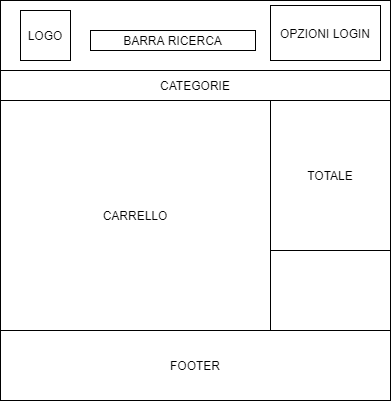 LOGO
BARRA RICERCA
OPZIONI LOGIN
CATEGORIE
CARRELLO
TOTALE
FOOTER